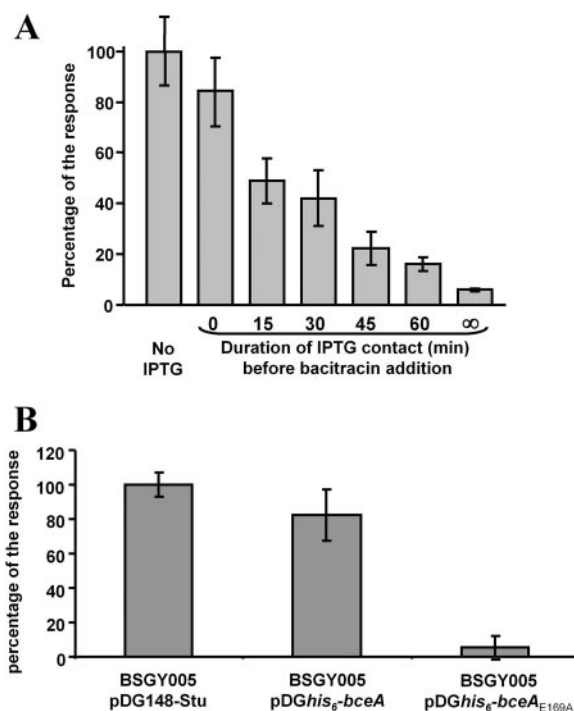 A
Percentage of the response
100
80
60
40
20
0
No
IPTG
0 15 30 45 60 ∞
Duration of IPTG contact (min)
before bacitracin addition
B
percentage of the response
120
100
80
60
40
20
0
BSGY005
pDG148-Stu
BSGY005
pDGhis₆-bceA
BSGY005
pDGhis₆-bceA_E169A